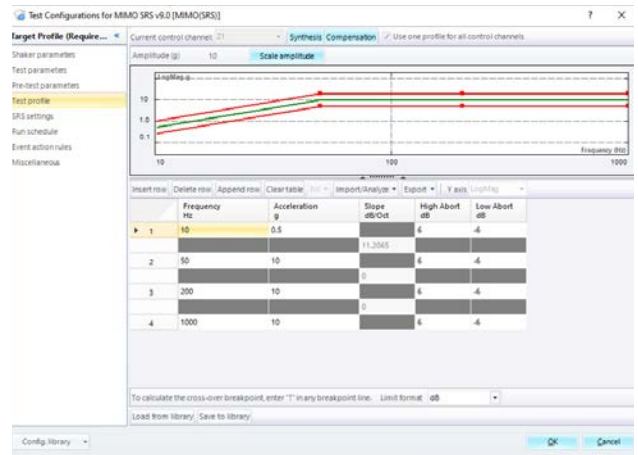 Test Configurations for MIMO SRS v9.0 [MIMO(SRS)]
? X
Target Profile (Require... «
Current control channel: Z1 Synthesis Compensation Use one profile for all control channels
Shaker parameters
Test parameters
Pre-test parameters
Test profile
SRS settings
Run schedule
Event action rules
Miscellaneous
Amplitude (g) 10 Scale amplitude
LogMag g
10
1.0
0.1
Frequency (Hz)
10 100 1000
Insert row Delete row Append row Clear table Import/Analyze Export Y axis LogMag
Frequency Hz Acceleration g Slope dB/Oct High Abort dB Low Abort dB
1 10 0.5 6 -6
11.2065
2 50 10 6 -6
0
3 200 10 6 -6
0
4 1000 10 6 -6
To calculate the cross-over breakpoint, enter "?" in any breakpoint line. Limit format dB
Load from library Save to library
Config. library OK Cancel